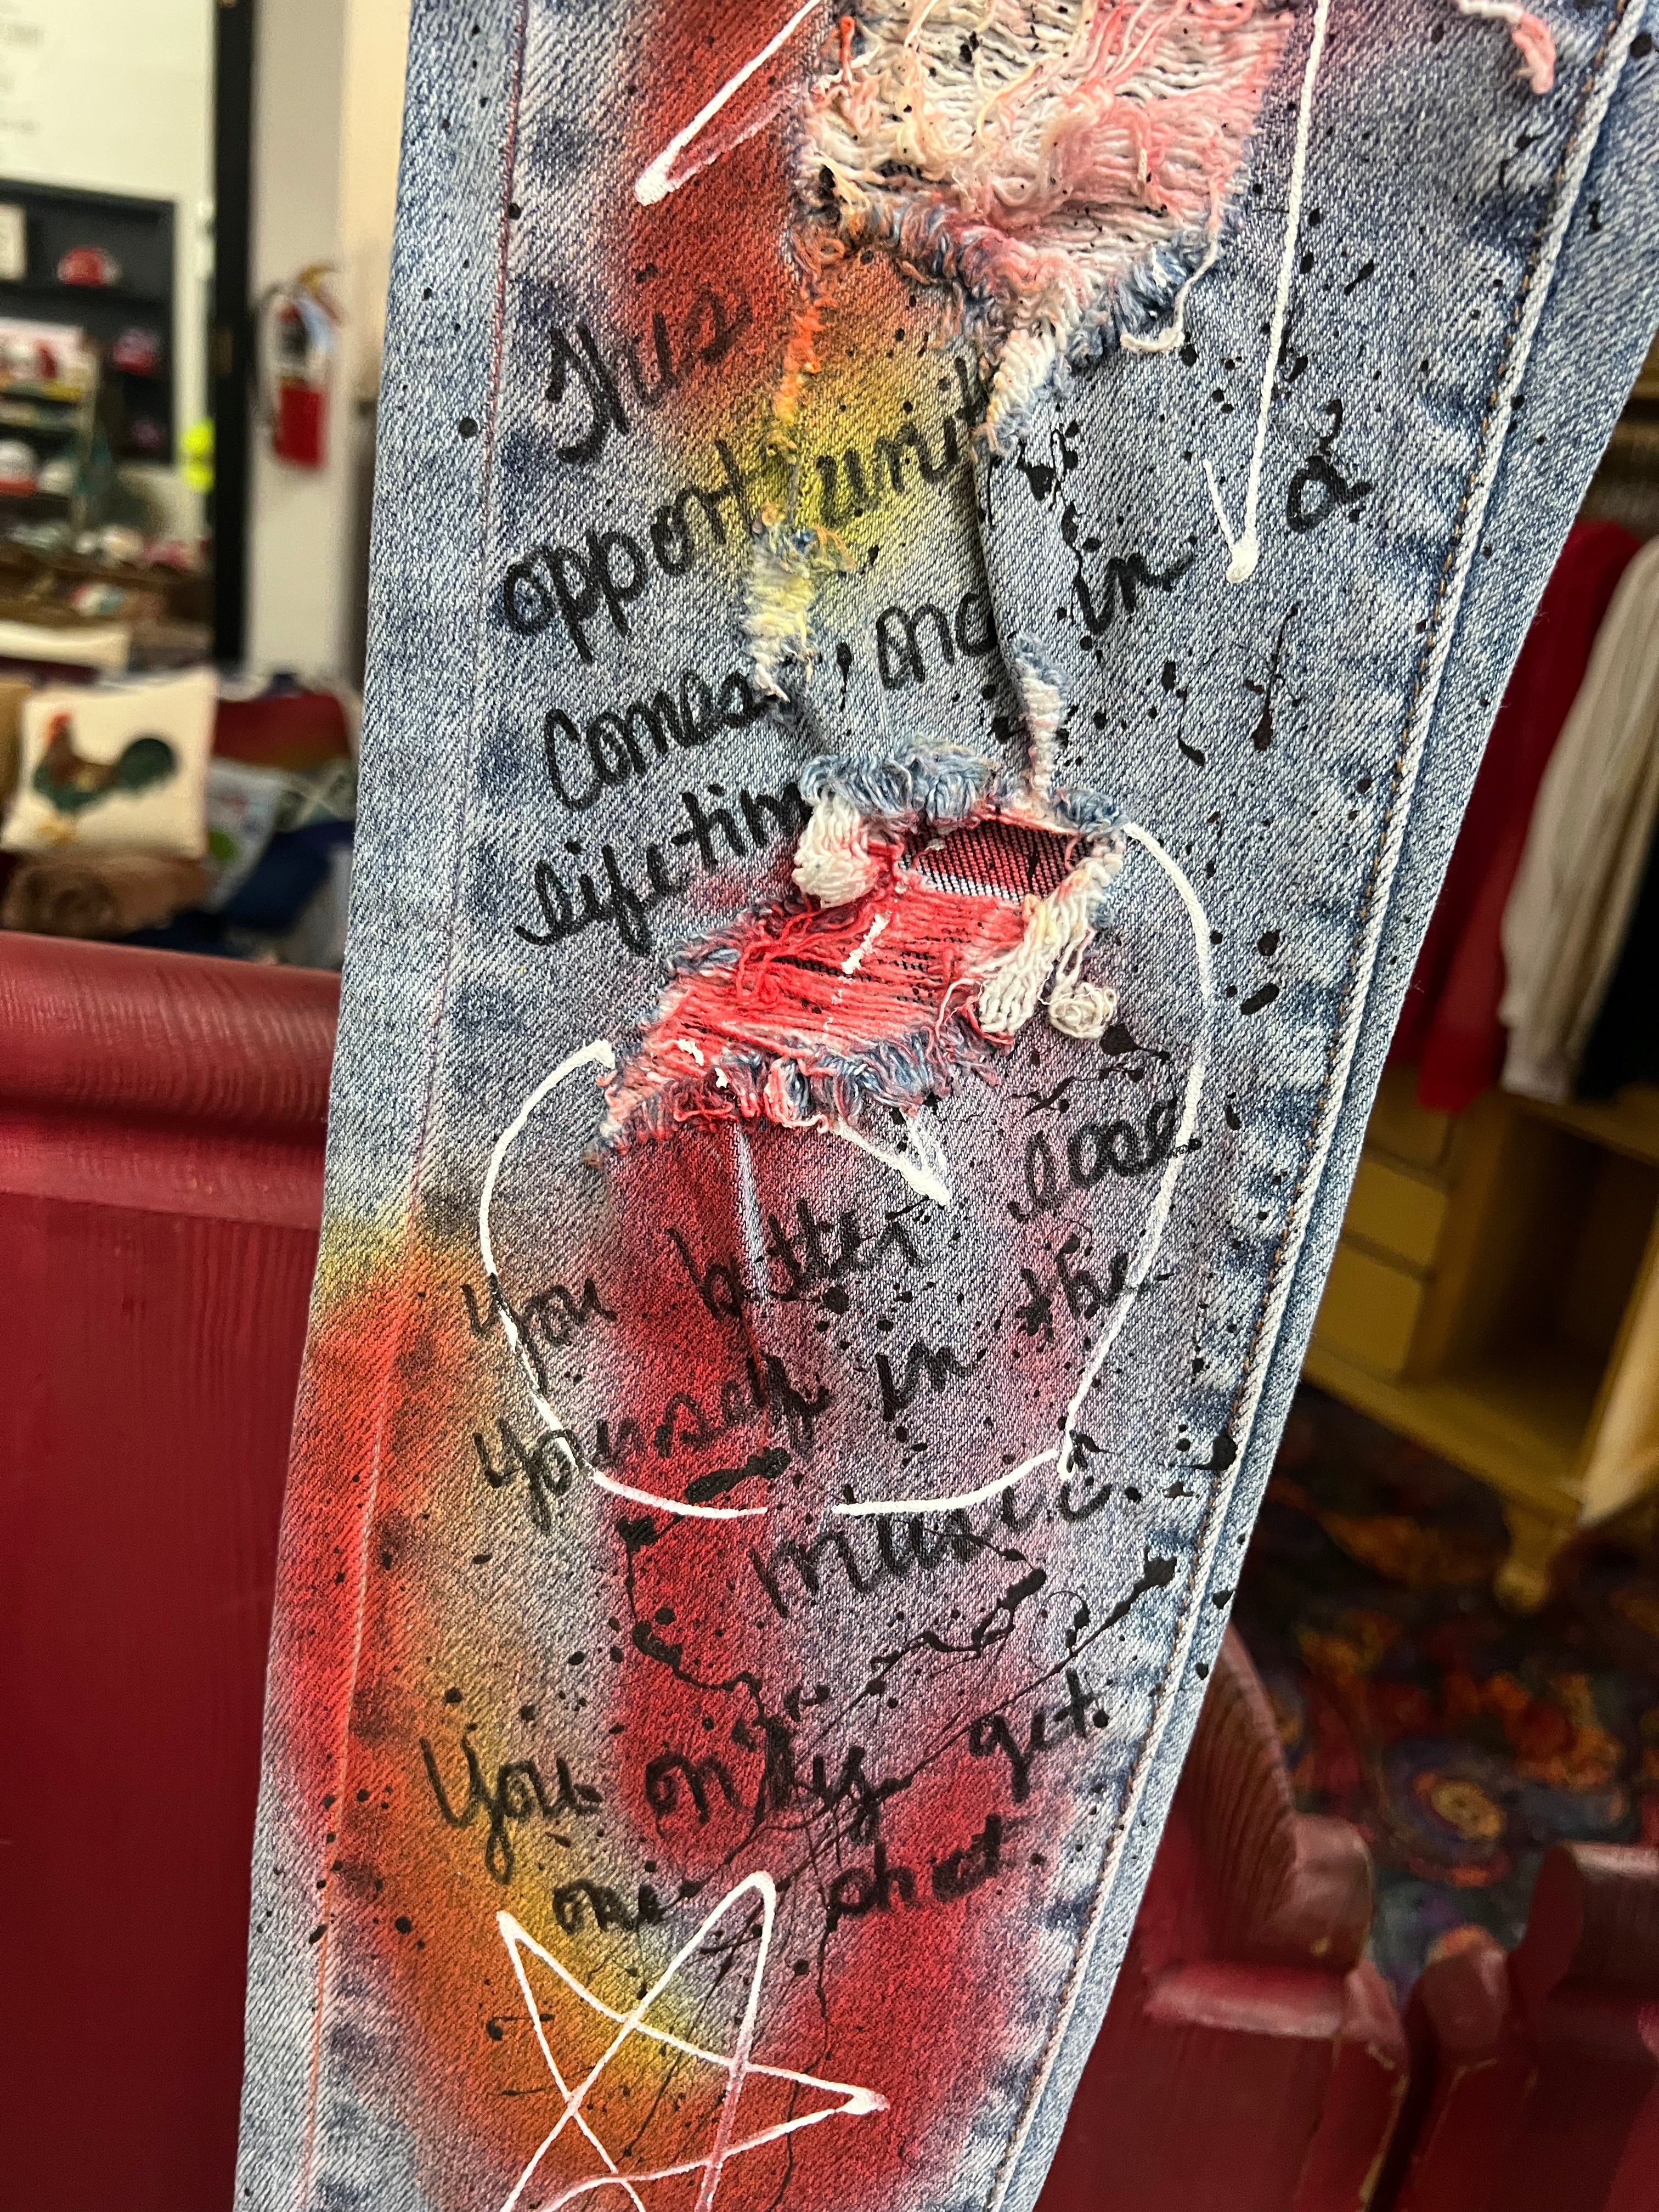 This
opportunity
Comes once in a
lifetime
you better lose
yourself in the
music.
You only get
one shot.